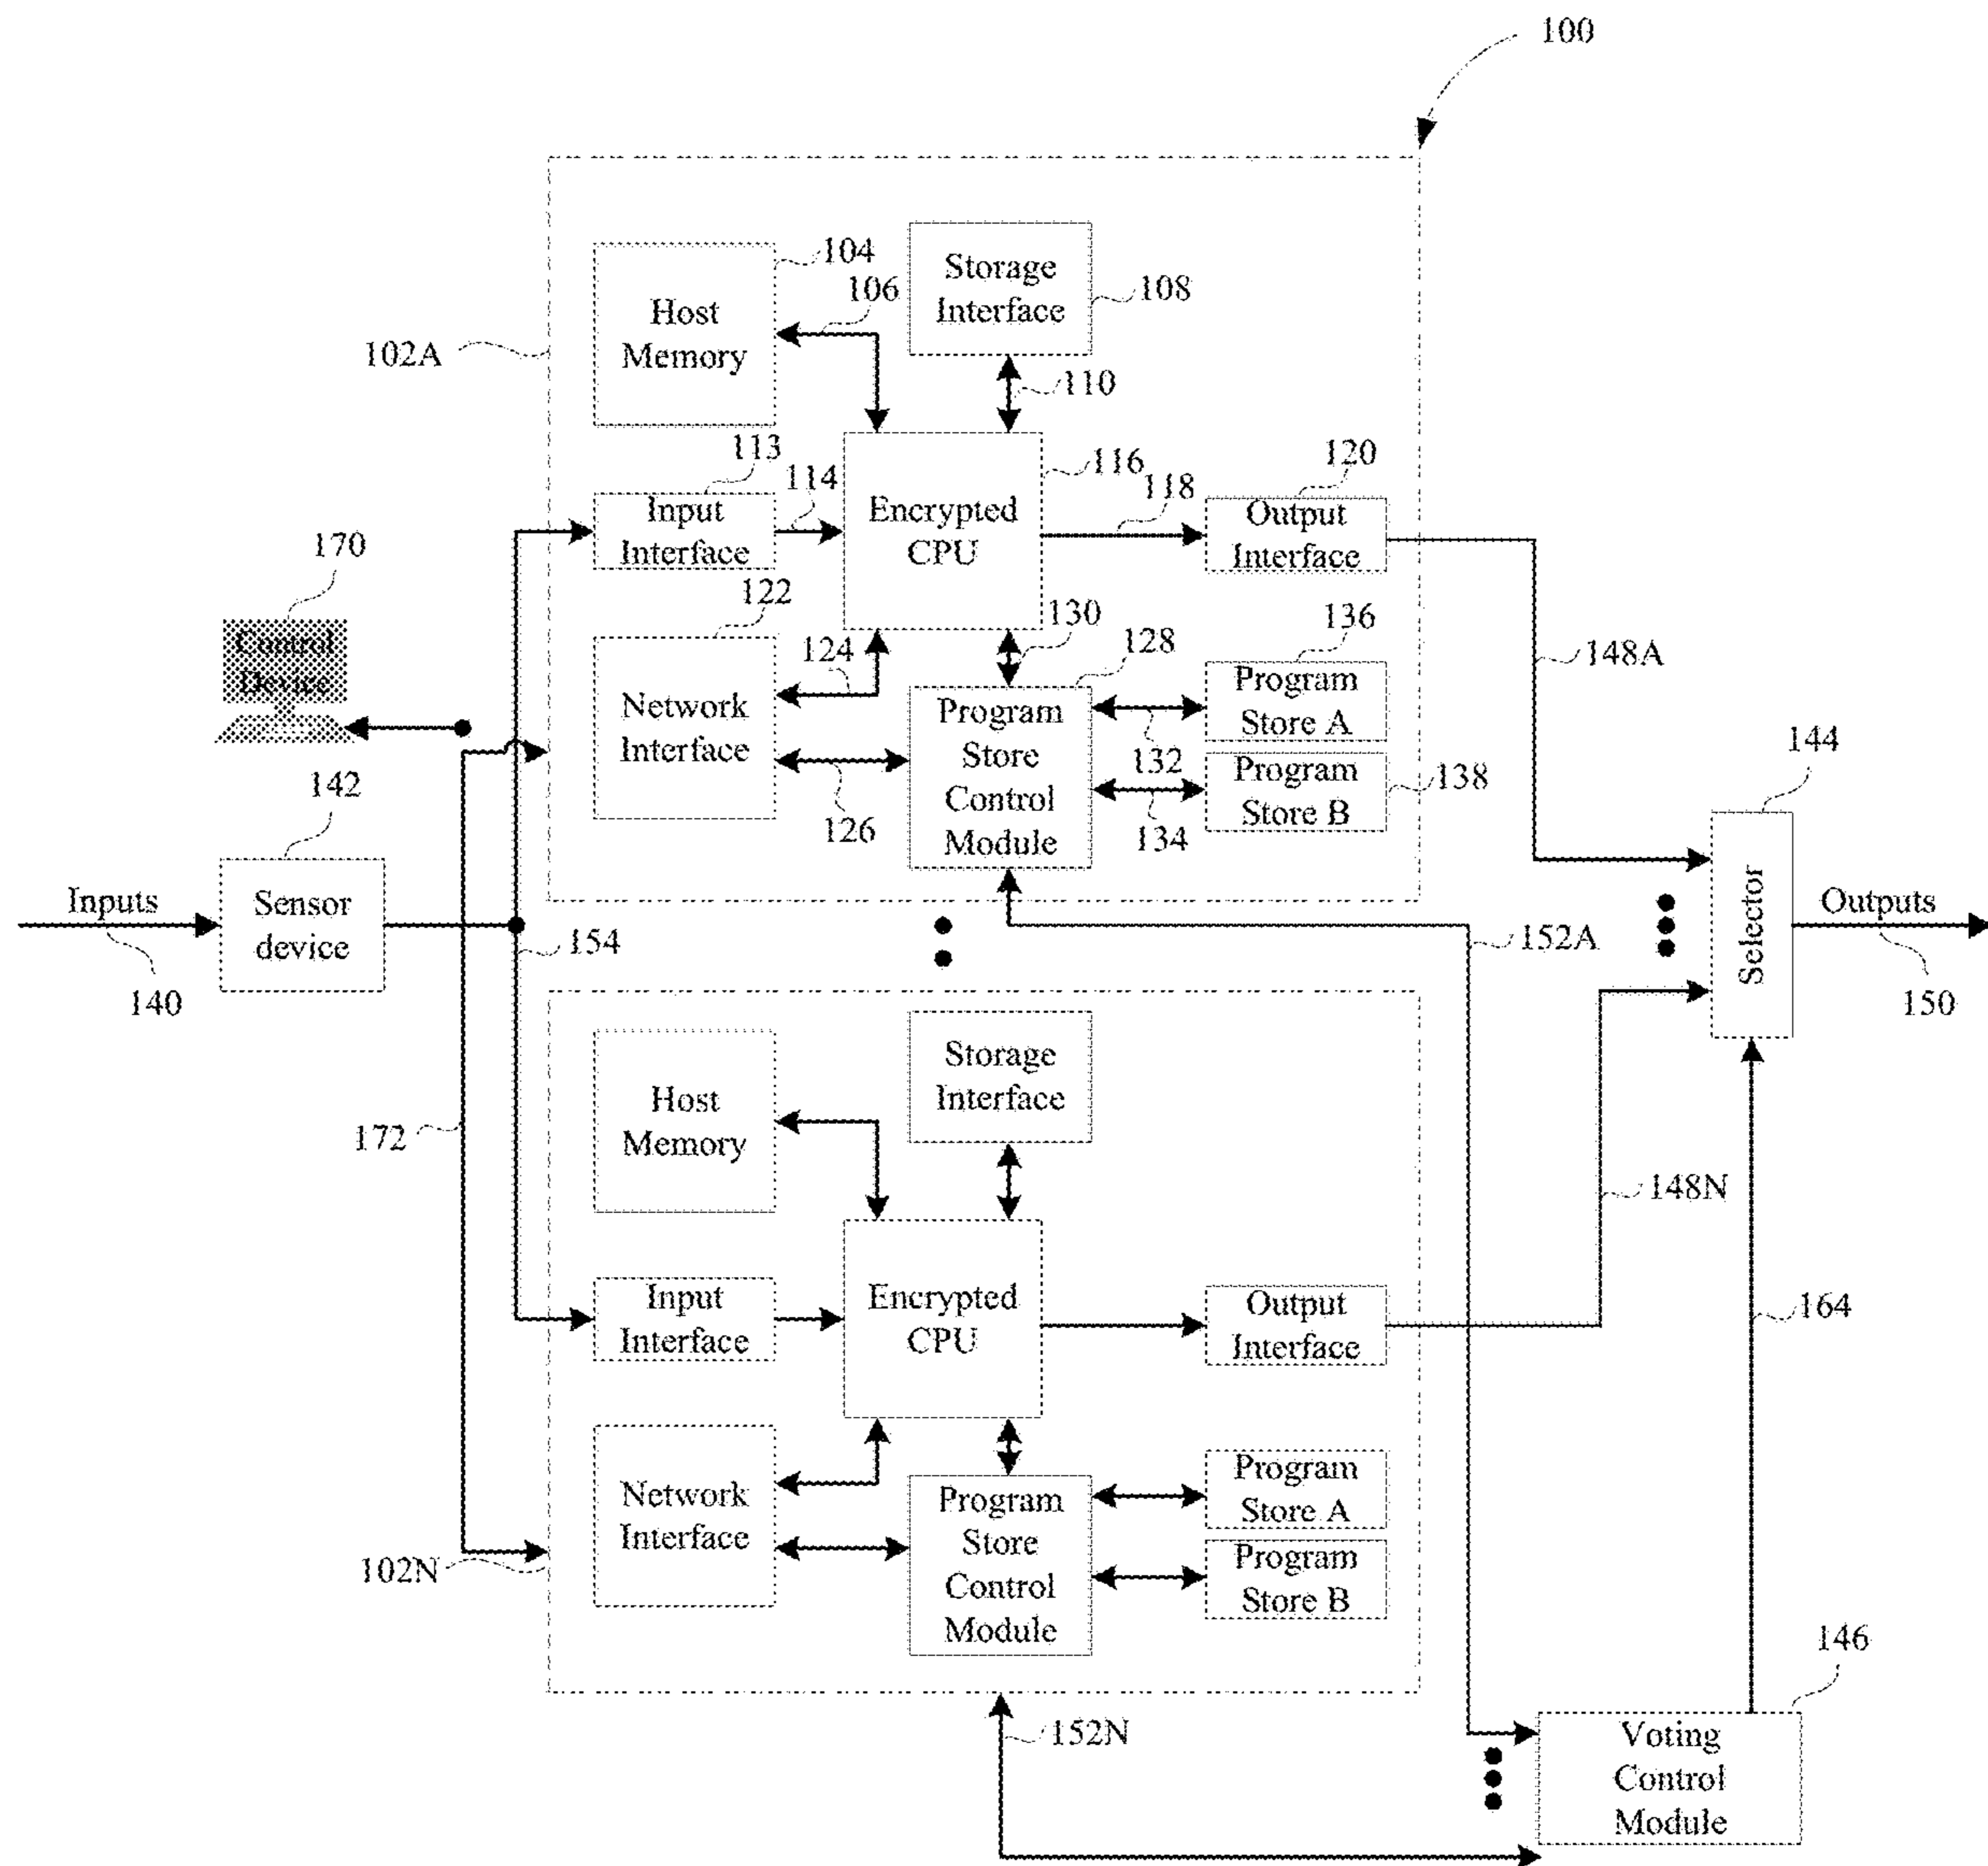 100
104
Storage
Interface
106
108
Host
Memory
102A
110
113
114
116
118
120
Input
Interface
Encrypted
CPU
Output
Interface
170
Control
Device
122
124
130
128
136
148A
Network
Interface
Program
Store
Control
Module
Program
Store A
132
Program
Store B
138
126
134
142
144
Inputs
Sensor
device
154
152A
Selector
Outputs
140
150
Host
Memory
Storage
Interface
172
148N
Input
Interface
Encrypted
CPU
Output
Interface
164
Network
Interface
Program
Store
Control
Module
Program
Store A
Program
Store B
102N
146
152N
Voting
Control
Module